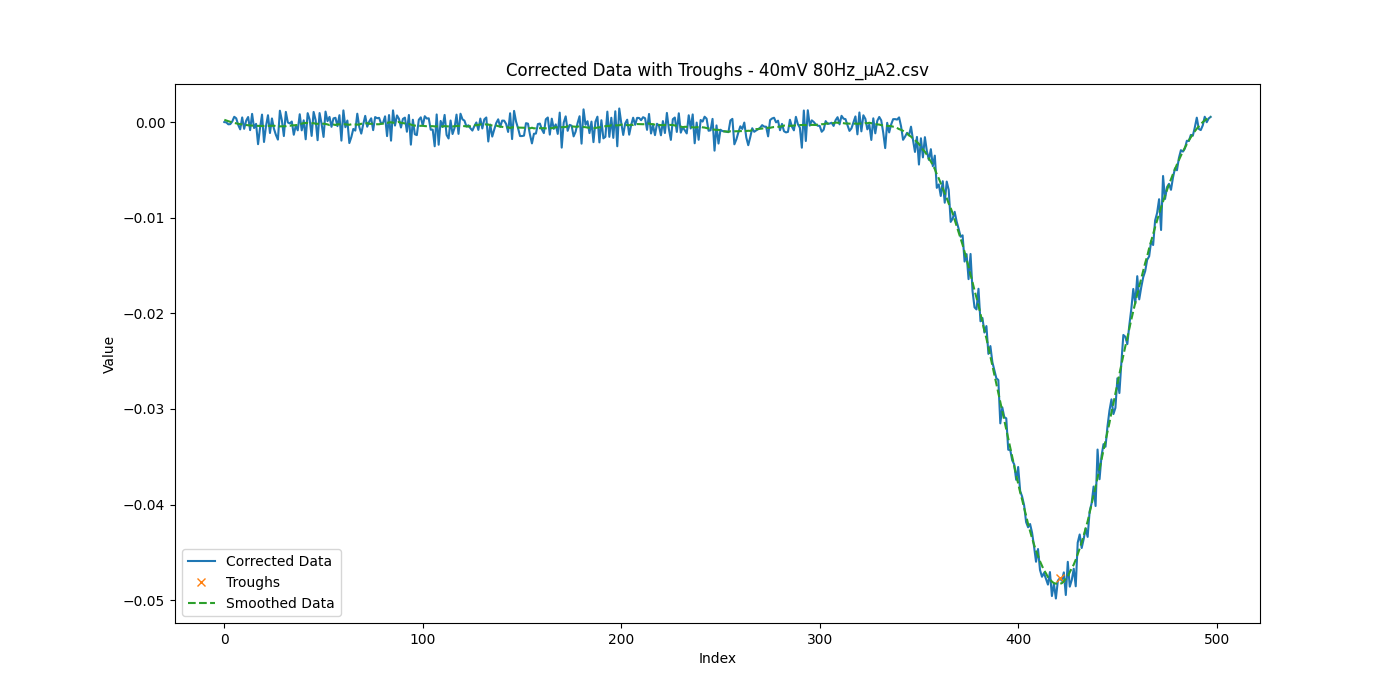 Corrected Data with Troughs - 40mV 80Hz_µA2.csv
0.00
−0.01
−0.02
−0.03
−0.04
−0.05
Value
Corrected Data
Troughs
Smoothed Data
0 100 200 300 400 500
Index